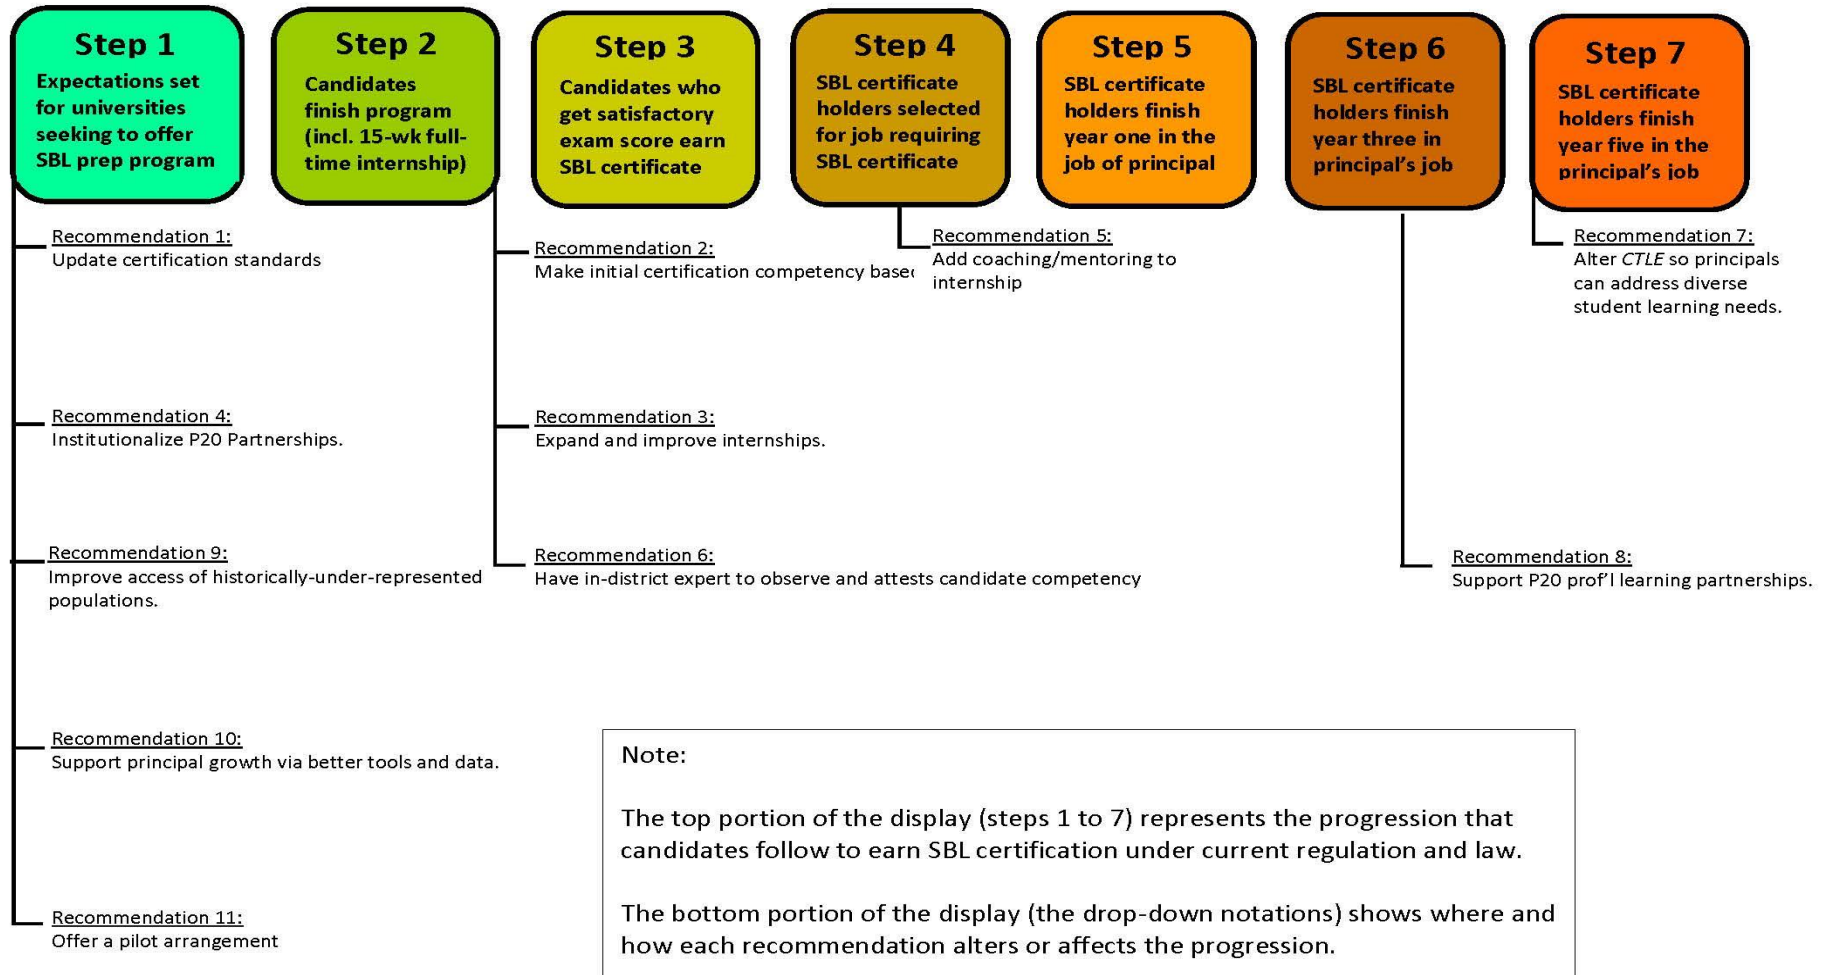 Step 1
Expectations set
for universities
seeking to offer
SBL prep program
Step 2
Candidates
finish program
(incl. 15-wk full-
time internship)
Step 3
Candidates who
get satisfactory
exam score earn
SBL certificate
Step 4
SBL certificate
holders selected
for job requiring
SBL certificate
Step 5
SBL certificate
holders finish
year one in the
job of principal
Step 6
SBL certificate
holders finish
year three in
principal’s job
Step 7
SBL certificate
holders finish
year five in the
principal’s job
Recommendation 1:
Update certification standards
Recommendation 4:
Institutionalize P20 Partnerships.
Recommendation 9:
Improve access of historically-under-represented
populations.
Recommendation 10:
Support principal growth via better tools and data.
Recommendation 11:
Offer a pilot arrangement
Recommendation 2:
Make initial certification competency based
Recommendation 3:
Expand and improve internships.
Recommendation 6:
Have in-district expert to observe and attests candidate competency
Recommendation 5:
Add coaching/mentoring to
internship
Recommendation 8:
Support P20 prof’l learning partnerships.
Recommendation 7:
Alter CTLE so principals
can address diverse
student learning needs.
Note:
The top portion of the display (steps 1 to 7) represents the progression that
candidates follow to earn SBL certification under current regulation and law.
The bottom portion of the display (the drop-down notations) shows where and
how each recommendation alters or affects the progression.